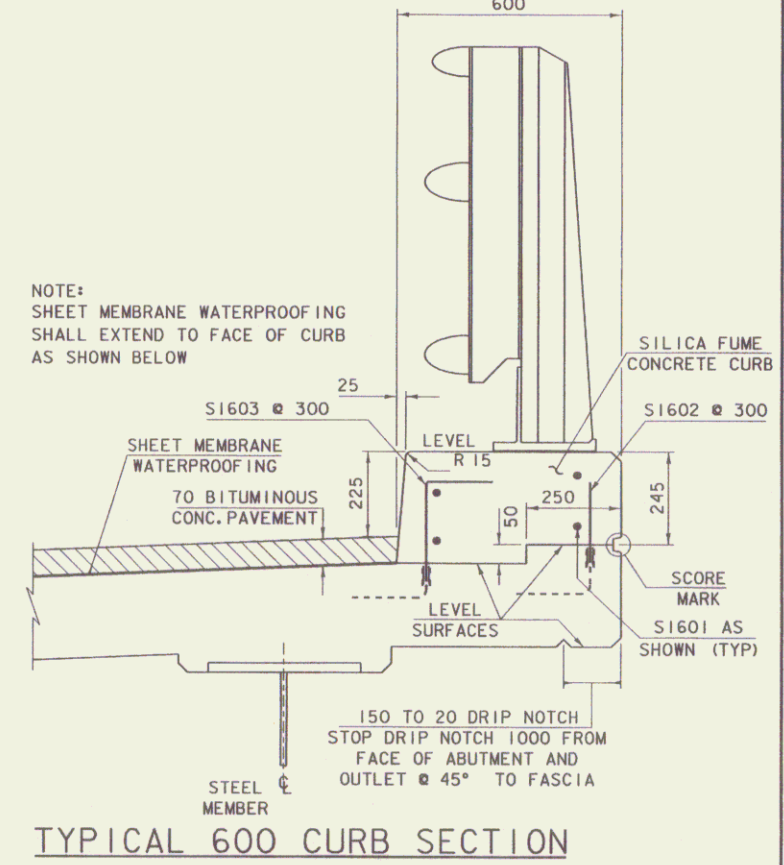 600
NOTE:
SHEET MEMBRANE WATERPROOFING
SHALL EXTEND TO FACE OF CURB
AS SHOWN BELOW
SILICA FUME
CONCRETE CURB
25
S1603 @ 300
S1602 @ 300
SHEET MEMBRANE
WATERPROOFING
LEVEL
R 15
70 BITUMINOUS
CONC. PAVEMENT
225
50
250
245
SCORE
MARK
LEVEL
SURFACES
S1601 AS
SHOWN (TYP)
150 TO 20 DRIP NOTCH
STOP DRIP NOTCH 1000 FROM
FACE OF ABUTMENT AND
OUTLET @ 45° TO FASCIA
STEEL ℄
MEMBER
TYPICAL 600 CURB SECTION